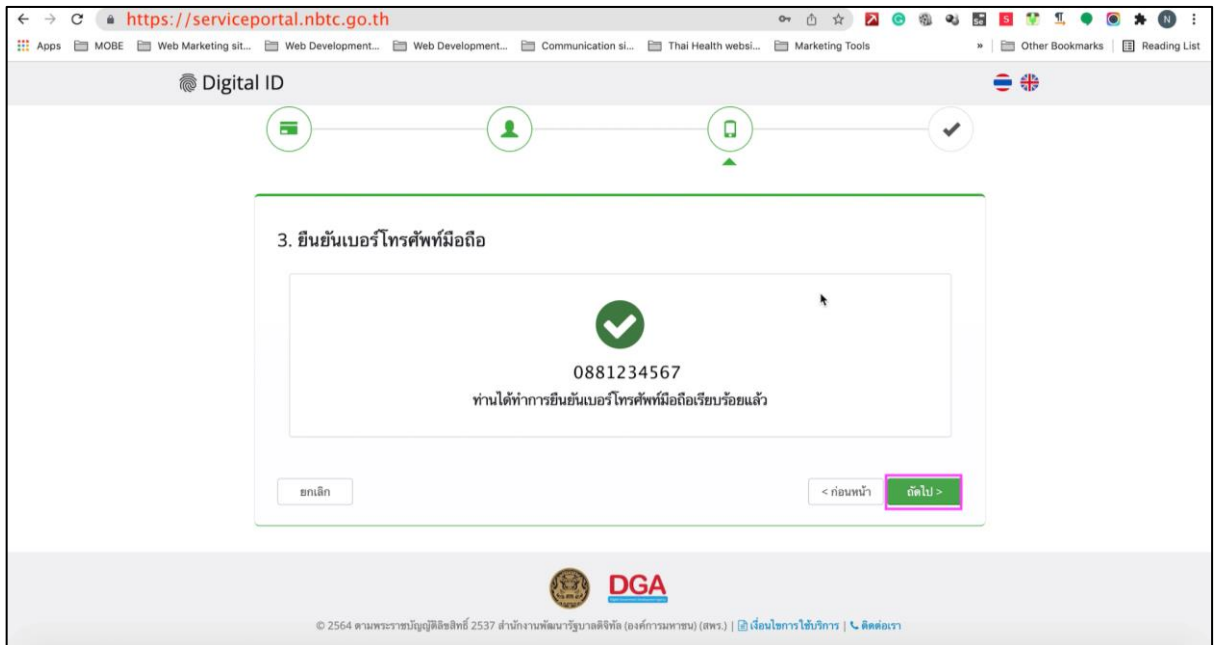 https://serviceportal.nbtc.go.th
N
Apps MOBE Web Marketing sit... Web Development... Web Development... Communication si... Thai Health websi... Marketing Tools » Other Bookmarks Reading List
Digital ID
3. ยืนยันเบอร์โทรศัพท์มือถือ
0881234567
ท่านได้ทำการยืนยันเบอร์โทรศัพท์มือถือเรียบร้อยแล้ว
ยกเลิก < ก่อนหน้า ถัดไป >
DGA
© 2564 ตามพระราชบัญญัติลิขสิทธิ์ 2537 สำนักงานพัฒนารัฐบาลดิจิทัล (องค์การมหาชน) (สพร.) | เงื่อนไขการใช้บริการ | ติดต่อเรา